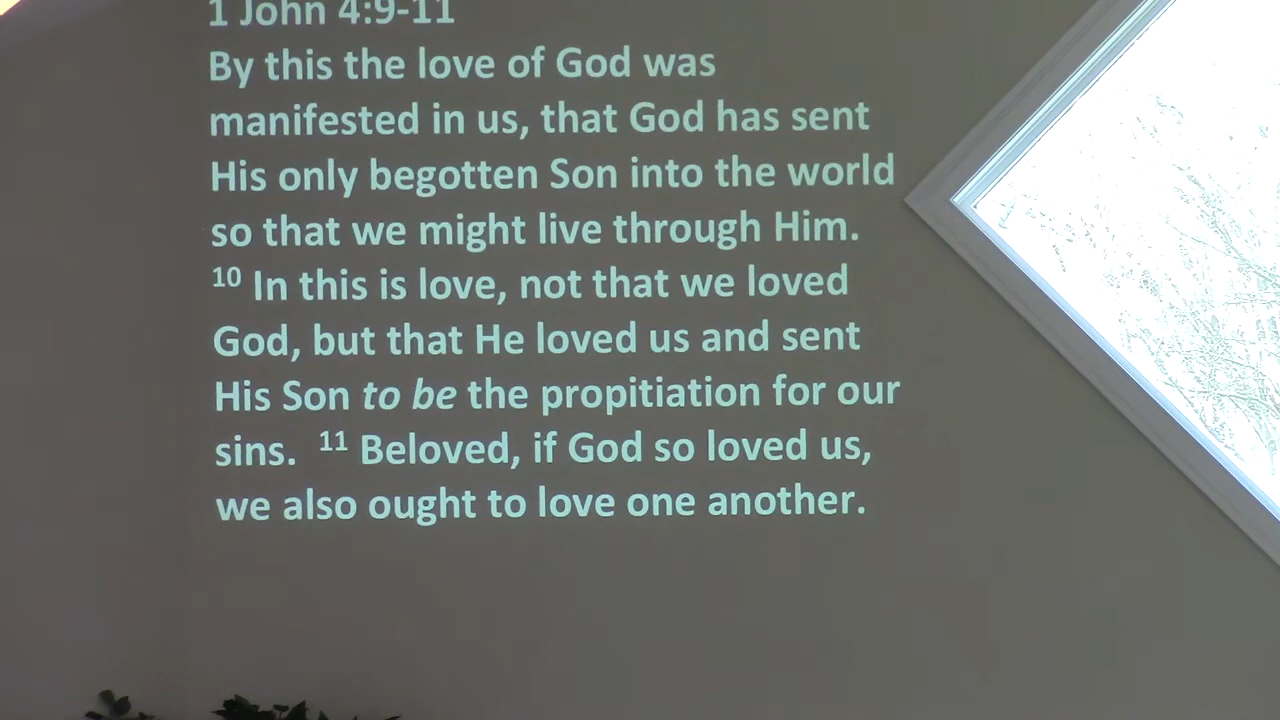 1 John 4:9-11
By this the love of God was
manifested in us, that God has sent
His only begotten Son into the world
so that we might live through Him.
10 In this is love, not that we loved
God, but that He loved us and sent
His Son to be the propitiation for our
sins. 11 Beloved, if God so loved us,
we also ought to love one another.